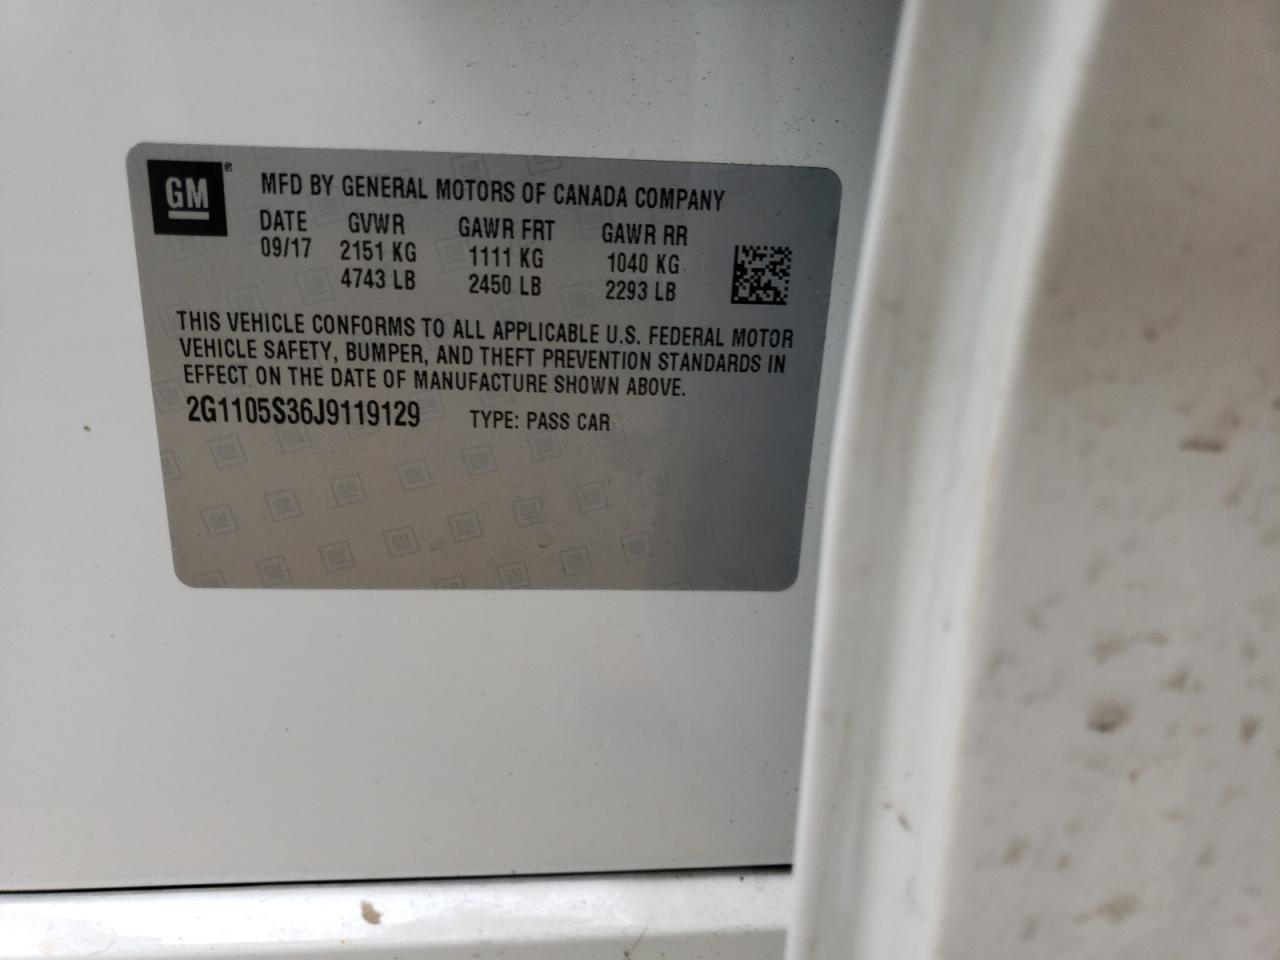 GM® MFD BY GENERAL MOTORS OF CANADA COMPANY
DATE GVWR GAWR FRT GAWR RR
09/17 2151 KG 1111 KG 1040 KG
4743 LB 2450 LB 2293 LB
THIS VEHICLE CONFORMS TO ALL APPLICABLE U.S. FEDERAL MOTOR
VEHICLE SAFETY, BUMPER, AND THEFT PREVENTION STANDARDS IN
EFFECT ON THE DATE OF MANUFACTURE SHOWN ABOVE.
2G1105S36J9119129 TYPE: PASS CAR